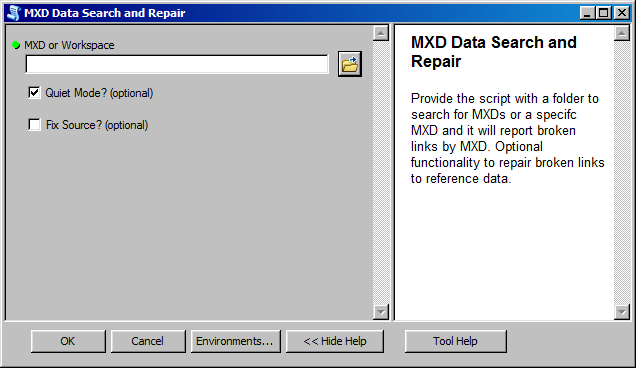 MXD Data Search and Repair
MXD or Workspace
Quiet Mode? (optional)
Fix Source? (optional)
MXD Data Search and
Repair
Provide the script with a folder to
search for MXDs or a specifc
MXD and it will report broken
links by MXD. Optional
functionality to repair broken links
to reference data.
OK
Cancel
Environments...
<< Hide Help
Tool Help